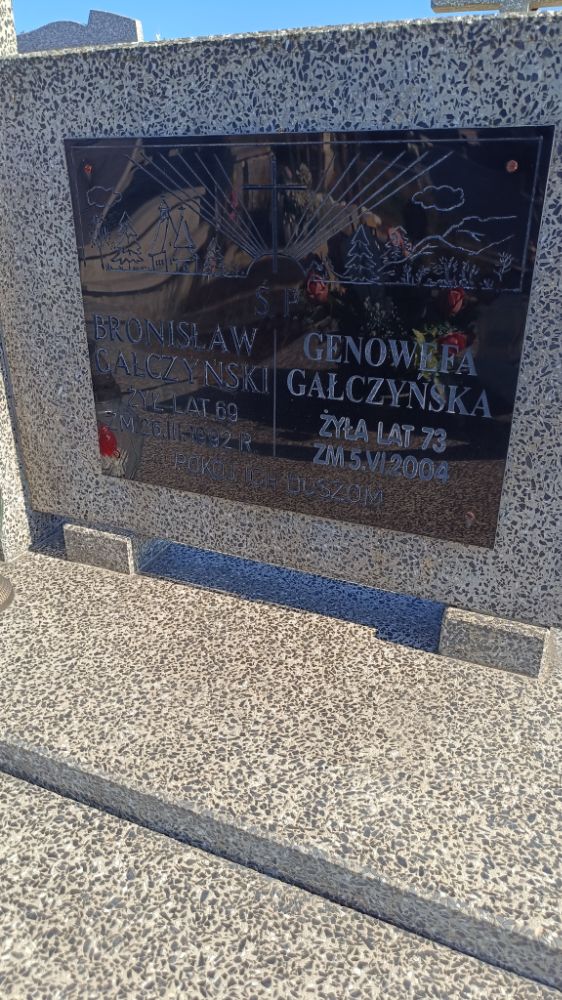 Ś P
BRONISŁAW
GAŁCZYŃSKI
ŻYŁ LAT 69
ZM.26.III.1992 R
GENOWEFA
GAŁCZYŃSKA
ŻYŁA LAT 73
ZM.5.VI.2004
POKÓJ ICH DUSZOM